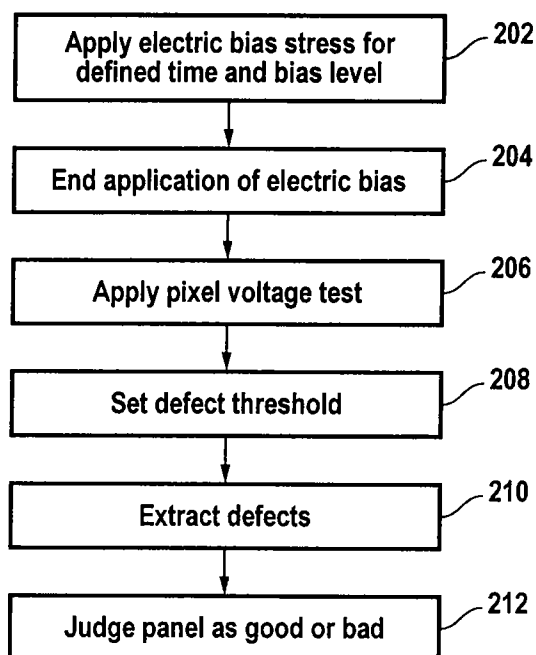 Apply electric bias stress for
defined time and bias level
202
End application of electric bias
204
Apply pixel voltage test
206
Set defect threshold
208
Extract defects
210
Judge panel as good or bad
212